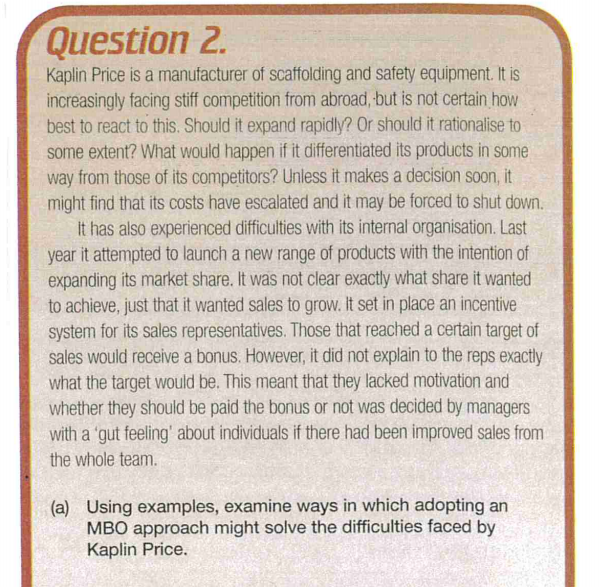 Question 2.
Kaplin Price is a manufacturer of scaffolding and safety equipment. It is
increasingly facing stiff competition from abroad, but is not certain how
best to react to this. Should it expand rapidly? Or should it rationalise to
some extent? What would happen if it differentiated its products in some
way from those of its competitors? Unless it makes a decision soon, it
might find that its costs have escalated and it may be forced to shut down.
It has also experienced difficulties with its internal organisation. Last
year it attempted to launch a new range of products with the intention of
expanding its market share. It was not clear exactly what share it wanted
to achieve, just that it wanted sales to grow. It set in place an incentive
system for its sales representatives. Those that reached a certain target of
sales would receive a bonus. However, it did not explain to the reps exactly
what the target would be. This meant that they lacked motivation and
whether they should be paid the bonus or not was decided by managers
with a 'gut feeling' about individuals if there had been improved sales from
the whole team.
(a) Using examples, examine ways in which adopting an
MBO approach might solve the difficulties faced by
Kaplin Price.